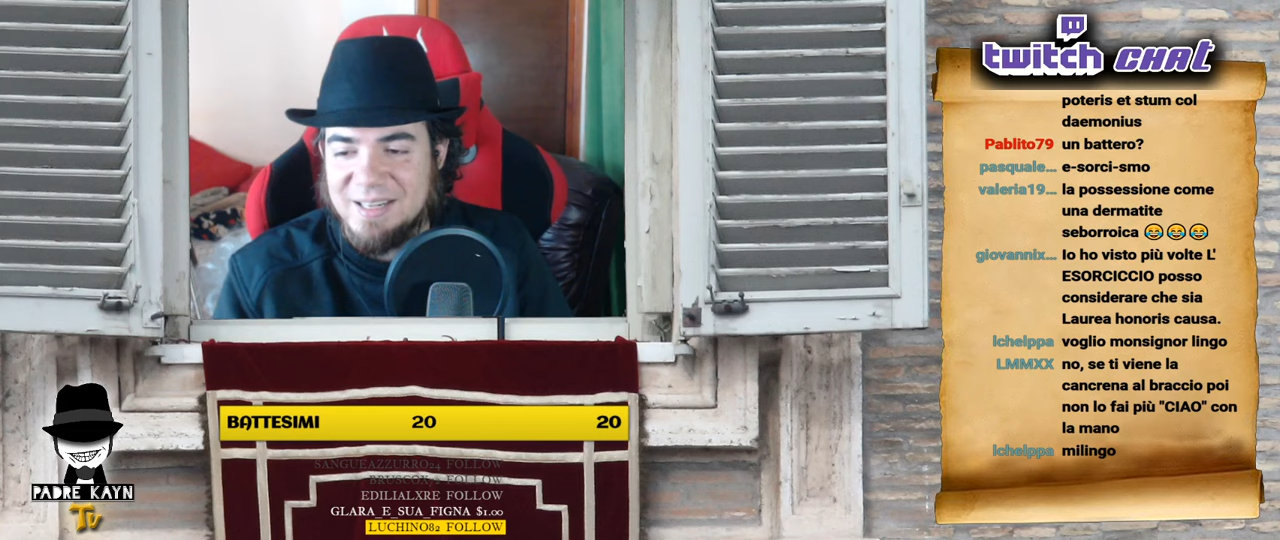 twitch CHAT
poteris et stum col
daemonius
Pablito79 un battero?
pasquale... e-sorci-smo
valeria19... la possessione come
una dermatite
seborroica 😂😂😂
giovannix... Io ho visto più volte L'
ESORCICCIO posso
considerare che sia
Laurea honoris causa.
lchelppa voglio monsignor lingo
LMMXX no, se ti viene la
cancrena al braccio poi
non lo fai più "CIAO" con
la mano
lchelppa milingo
BATTESIMI 20 20
SANGUEAZZURRO24 FOLLOW
FOLLOW
EDILIALXRE FOLLOW
GLARA_E_SUA_FIGNA $1.00
LUCHINO82 FOLLOW
PADRE KAYN
Tv